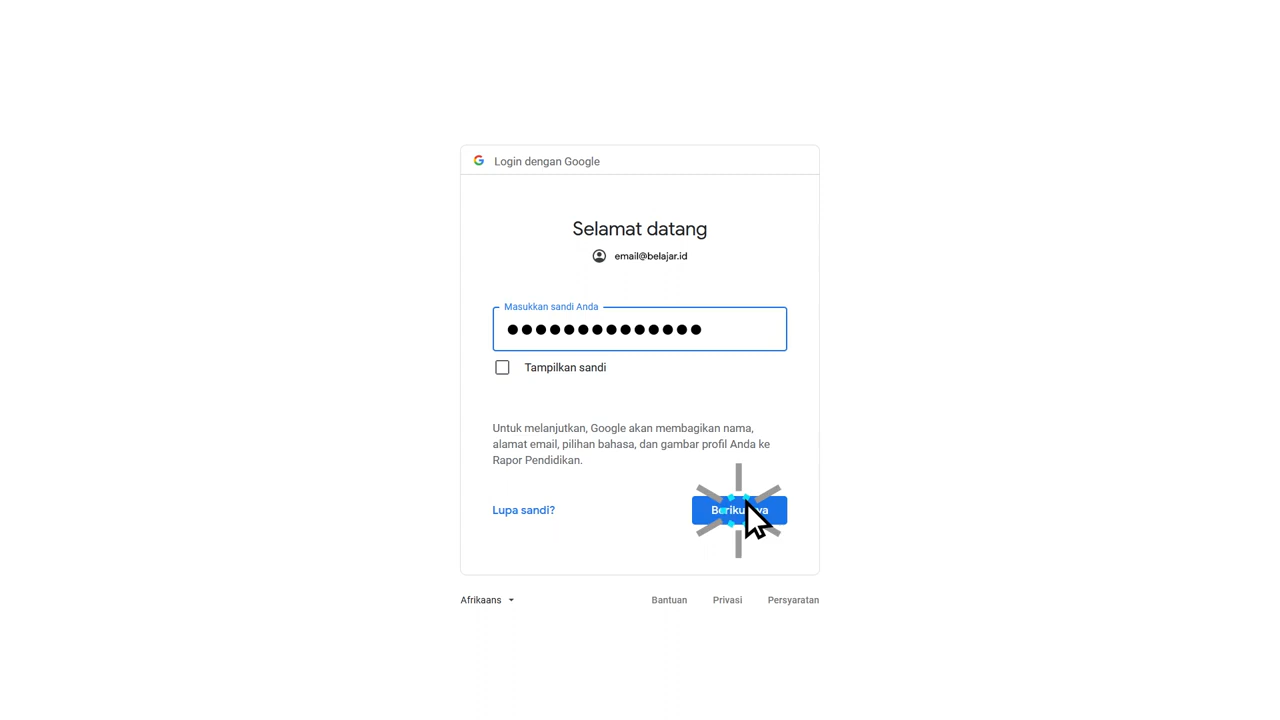 Login dengan Google
Selamat datang
email@belajar.id
Masukkan sandi Anda
Tampilkan sandi
Untuk melanjutkan, Google akan membagikan nama,
alamat email, pilihan bahasa, dan gambar profil Anda ke
Rapor Pendidikan.
Lupa sandi?
Berikutnya
Afrikaans
Bantuan
Privasi
Persyaratan